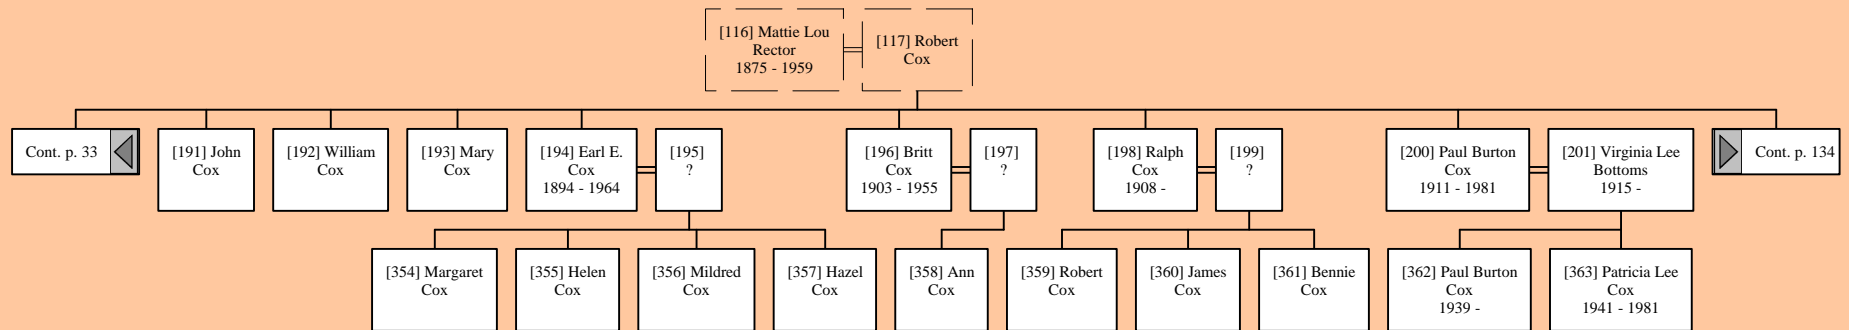 [116] Mattie Lou
Rector
1875 - 1959
[117] Robert
Cox
Cont. p. 33
[191] John
Cox
[192] William
Cox
[193] Mary
Cox
[194] Earl E.
Cox
1894 - 1964
[195]
?
[196] Britt
Cox
1903 - 1955
[197]
?
[198] Ralph
Cox
1908 -
[199]
?
[200] Paul Burton
Cox
1911 - 1981
[201] Virginia Lee
Bottoms
1915 -
Cont. p. 134
[354] Margaret
Cox
[355] Helen
Cox
[356] Mildred
Cox
[357] Hazel
Cox
[358] Ann
Cox
[359] Robert
Cox
[360] James
Cox
[361] Bennie
Cox
[362] Paul Burton
Cox
1939 -
[363] Patricia Lee
Cox
1941 - 1981